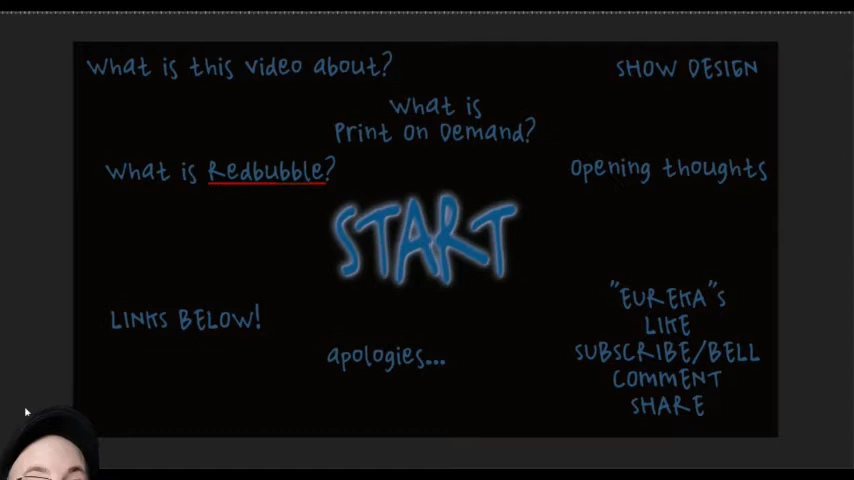 What is this video about?
SHOW DESIGN
What is
Print on Demand?
What is Redbubble?
Opening thoughts
START
LINKS BELOW!
apologies...
"EUREKA"s
LIKE
SUBSCRIBE/BELL
COMMENT
SHARE